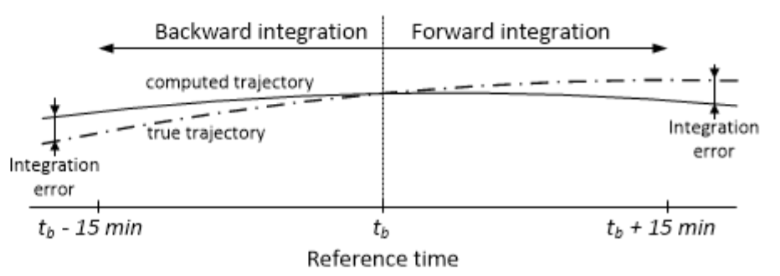 Backward integration
Forward integration
computed trajectory
true trajectory
Integration
error
Integration
error
t_b - 15 min
t_b
t_b + 15 min
Reference time